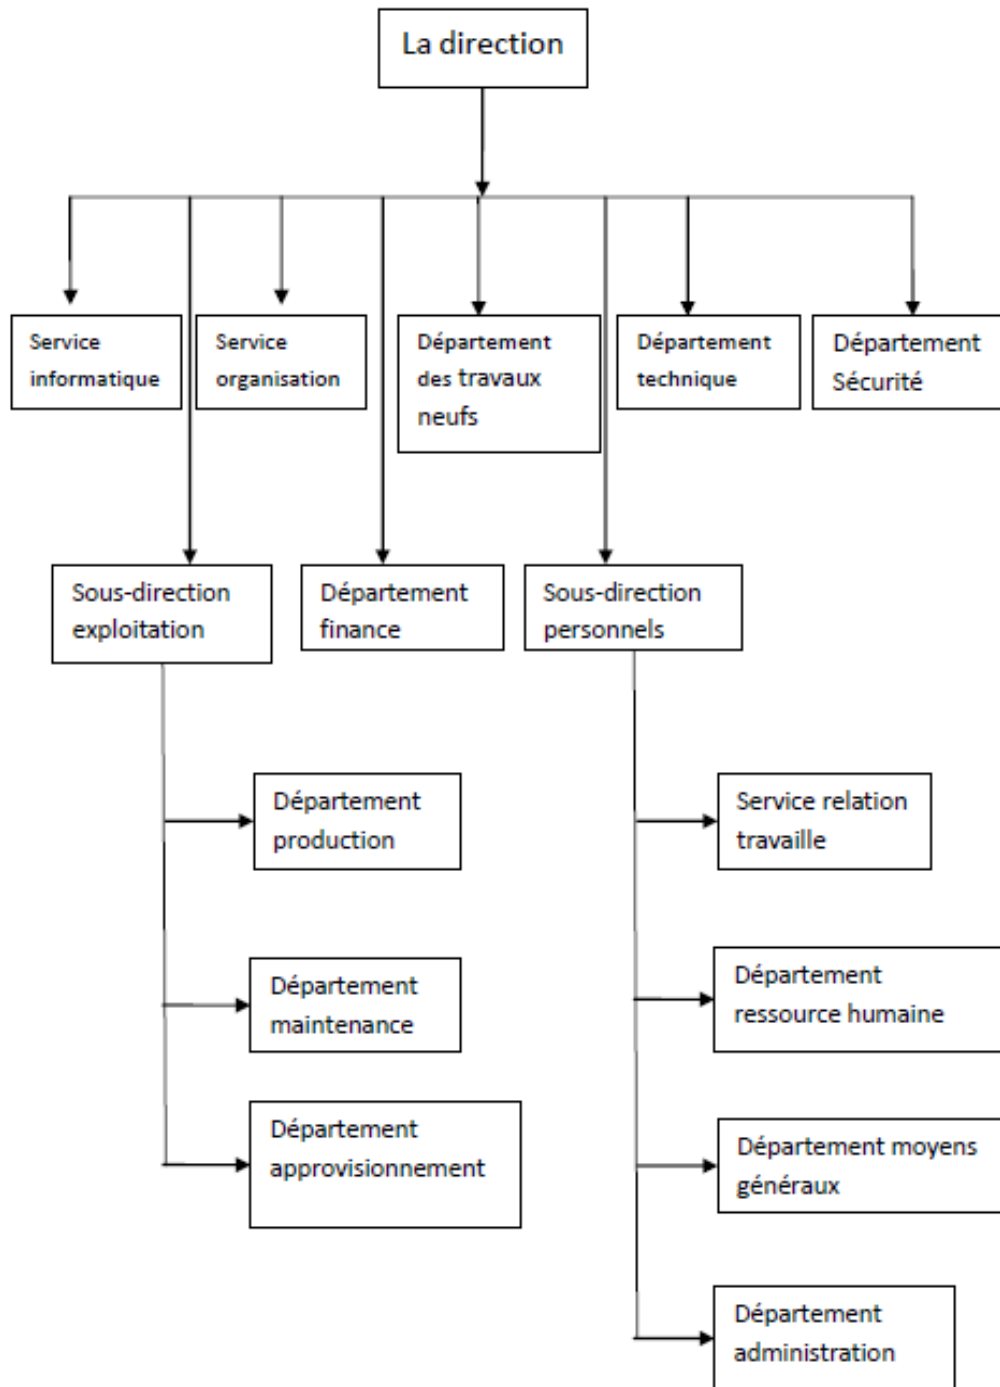 La direction
Service
informatique
Service
organisation
Département
des travaux
neufs
Département
technique
Département
Sécurité
Sous-direction
exploitation
Département
finance
Sous-direction
personnels
Département
production
Service relation
travaille
Département
maintenance
Département
ressource humaine
Département
approvisionnement
Département moyens
généraux
Département
administration